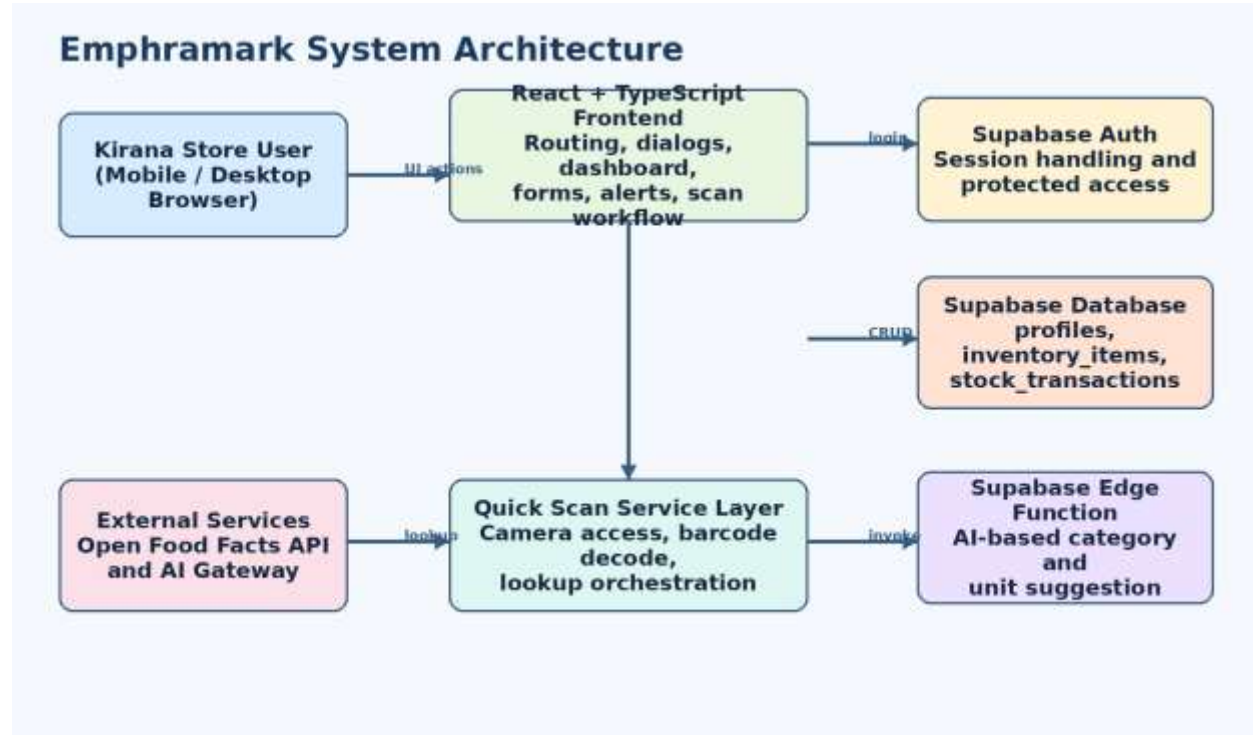 Emphramark System Architecture
Kirana Store User
(Mobile / Desktop
Browser)
UI actions
React + TypeScript
Frontend
Routing, dialogs,
dashboard,
forms, alerts, scan
workflow
login
Supabase Auth
Session handling and
protected access
CRUD
Supabase Database
profiles,
inventory_items,
stock_transactions
External Services
Open Food Facts API
and AI Gateway
lookup
Quick Scan Service Layer
Camera access, barcode
decode,
lookup orchestration
invoke
Supabase Edge
Function
AI-based category
and
unit suggestion